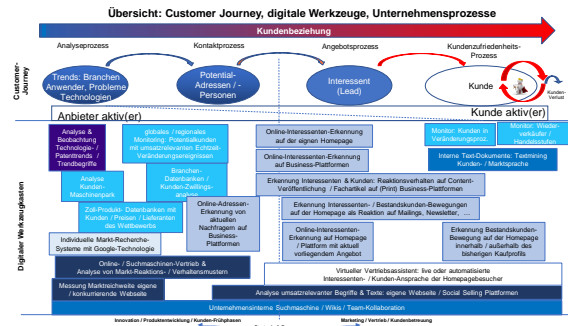 Übersicht: Customer Journey, digitale Werkzeuge, Unternehmensprozesse
Kundenbeziehung
Analyseprozess
Kontaktprozess
Angebotsprozess
Kundenzufriedenheits-
Prozess
Customer-
Journey
Trends: Branchen
Anwender, Probleme
Technologien
Potential-
Adressen / -
Personen
Interessent
(Lead)
Kunde
Kunden-
Verlust
Anbieter aktiv(er)
Kunde aktiv(er)
Digitaler Werkzeugkasten
Analyse &
Beobachtung
Technologie- /
Patentrends /
Trendbegriffe
globales / regionales
Monitoring: Potentialkunden
mit umsatzrelevanten Echtzeit-
Veränderungsereignissen
Online-Interessenten-Erkennung
auf der eigenen Homepage
Monitor: Kunden in
Veränderungsproz.
Monitor: Wieder-
verkäufer /
Handelsstufen
Online-Interessenten-Erkennung
auf Business-Plattformen
Interne Text-Dokumente: Textmining
Kunden- / Marktsprache
Analyse
Kunden-
Maschinenpark
Branchen-
Datenbanken /
Kunden-Zwillings-
Erkennung Interessenten & Kunden: Reaktionsverhalten auf Content-
Veröffentlichung / Fachartikel auf (Print) Business-Plattformen
Zoll-Produkt- Datenbanken mit
Kunden / Preisen / Lieferanten
des Wettbewerbs
Online-Adressen-
Erkennung von
aktuellen
Nachfragern auf
Business-
Plattformen
Erkennung Interessenten- / Bestandskunden-Bewegungen
auf der Homepage als Reaktion auf Mailings, Newsletter, ...
Individuelle Markt-Recherche-
Systeme mit Google-Technologie
Online-Interessenten-
Erkennung auf Homepage
/ Plattform mit aktuell
vorliegendem Angebot
Erkennung Bestandskunden-
Bewegung auf der Homepage
innerhalb / außerhalb des
bisherigen Kaufprofils
Online- / Suchmaschinen-Vertrieb &
Analyse von Markt-Reaktions- / Verhaltensmustern
Virtueller Vertriebsassistent: live oder automatisierte
Interessenten- / Kunden-Ansprache der Homepagebesucher
Messung Marktreichweite eigene
/ konkurrierende Webseite
Analyse umsatzrelevanter Begriffe & Texte: eigene Webseite / Social Selling Plattformen
Unternehmensinterne Suchmaschine / Wikis / Team-Collaboration
Innovation / Produktentwicklung / Kunden-Frühphasen
Marketing / Vertrieb / Kundenbetreuung